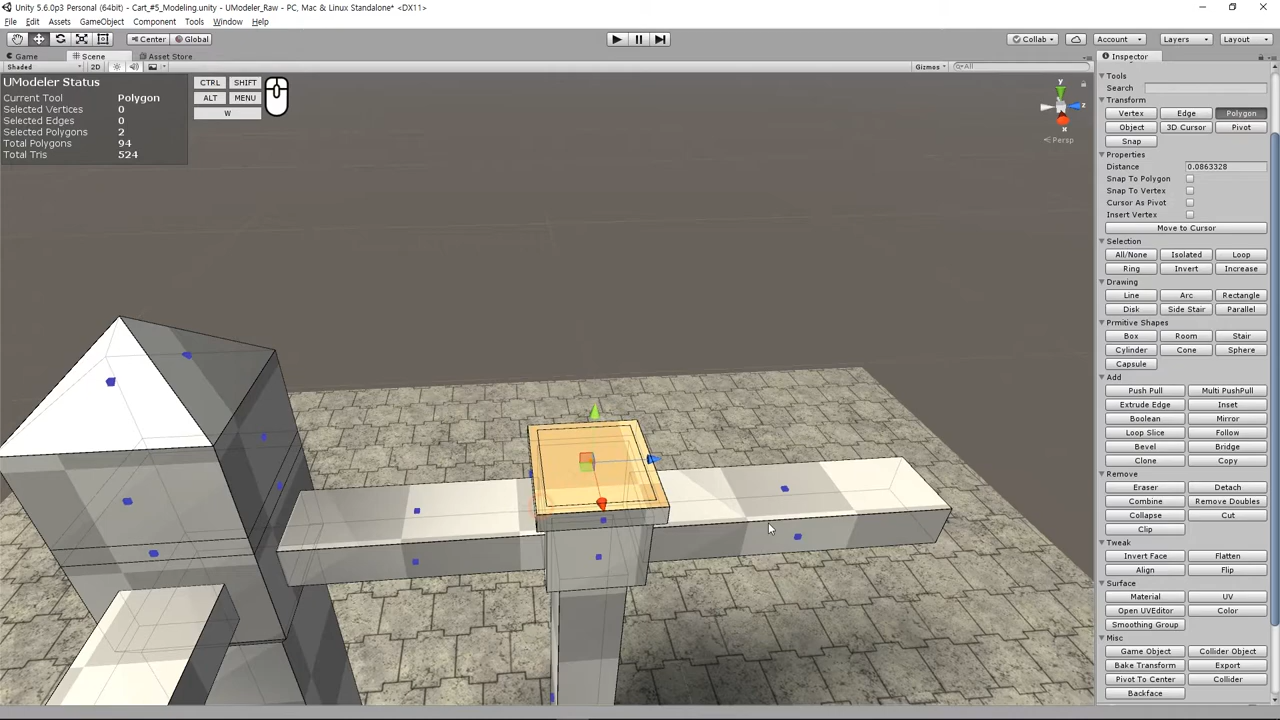 Unity 5.6.0p3 Personal (64bit) - Cart_#5_Modeling.unity - UModeler_Raw - PC, Mac & Linux Standalone* <DX11>
File Edit Assets GameObject Component Tools Window Help
Center Global Collab Account Layers Layout
Game Scene Asset Store Inspector
Shaded 2D Gizmos All
UModeler Status
Current Tool Polygon
Selected Vertices 0
Selected Edges 0
Selected Polygons 2
Total Polygons 94
Total Tris 524
CTRL SHIFT
ALT MENU
W
y
z
x
Persp
Tools
Search
Transform
Vertex Edge Polygon
Object 3D Cursor Pivot
Snap
Properties
Distance 0.0863328
Snap To Polygon
Snap To Vertex
Cursor As Pivot
Insert Vertex
Move to Cursor
Selection
All/None Isolated Loop
Ring Invert Increase
Drawing
Line Arc Rectangle
Disk Side Stair Parallel
Prmitive Shapes
Box Room Stair
Cylinder Cone Sphere
Capsule
Add
Push Pull Multi PushPull
Extrude Edge Inset
Boolean Mirror
Loop Slice Follow
Bevel Bridge
Clone Copy
Remove
Eraser Detach
Combine Remove Doubles
Collapse Cut
Clip
Tweak
Invert Face Flatten
Align Flip
Surface
Material UV
Open UVEditor Color
Smoothing Group
Misc
Game Object Collider Object
Bake Transform Export
Pivot To Center Collider
Backface